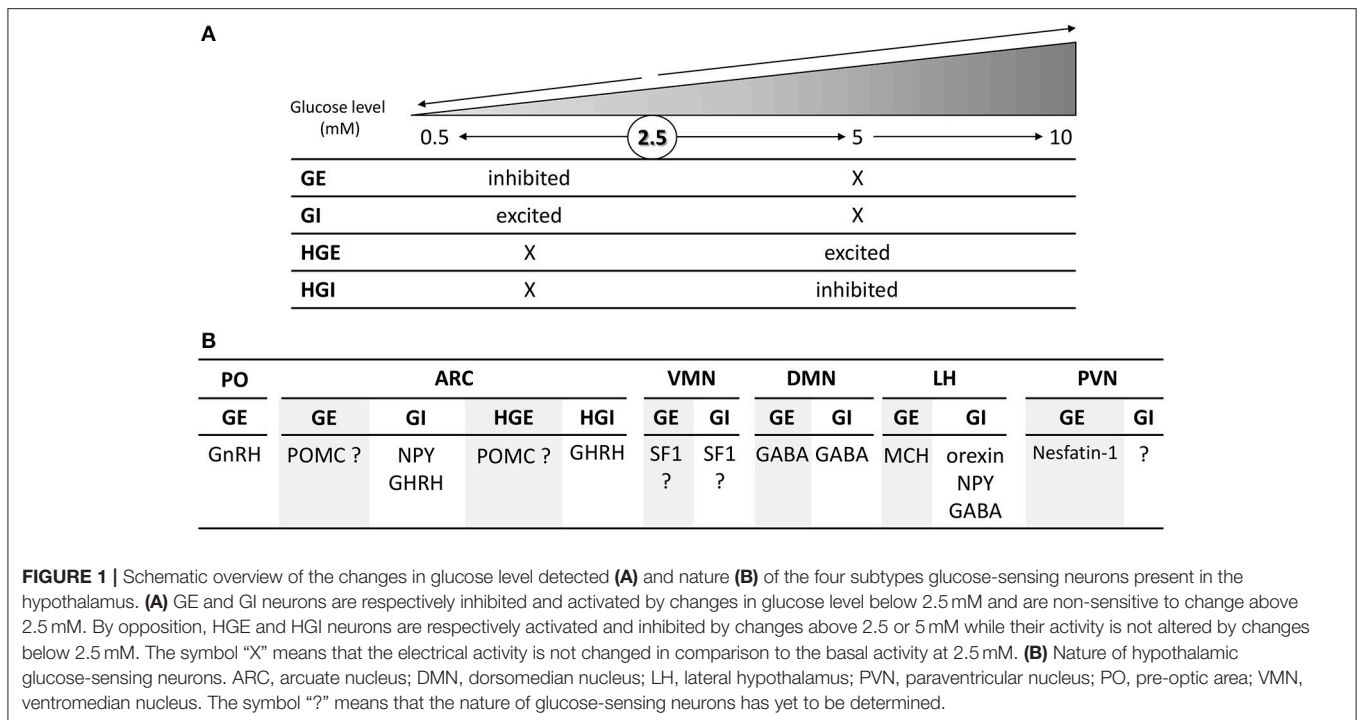 A
Glucose level
(mM)
0.5 2.5 5 10
GE inhibited X
GI excited X
HGE X excited
HGI X inhibited
B
PO ARC VMN DMN LH PVN
GE GE GI HGE HGI GE GI GE GI GE GI GE GI
GnRH POMC ? NPY POMC ? GHRH SF1 SF1 GABA GABA MCH orexin Nesfatin-1 ?
GHRH ? ? NPY
GABA
FIGURE 1 | Schematic overview of the changes in glucose level detected (A) and nature (B) of the four subtypes glucose-sensing neurons present in the
hypothalamus. (A) GE and GI neurons are respectively inhibited and activated by changes in glucose level below 2.5 mM and are non-sensitive to change above
2.5 mM. By opposition, HGE and HGI neurons are respectively activated and inhibited by changes above 2.5 or 5 mM while their activity is not altered by changes
below 2.5 mM. The symbol “X” means that the electrical activity is not changed in comparison to the basal activity at 2.5 mM. (B) Nature of hypothalamic
glucose-sensing neurons. ARC, arcuate nucleus; DMN, dorsomedian nucleus; LH, lateral hypothalamus; PVN, paraventricular nucleus; PO, pre-optic area; VMN,
ventromedian nucleus. The symbol “?” means that the nature of glucose-sensing neurons has yet to be determined.